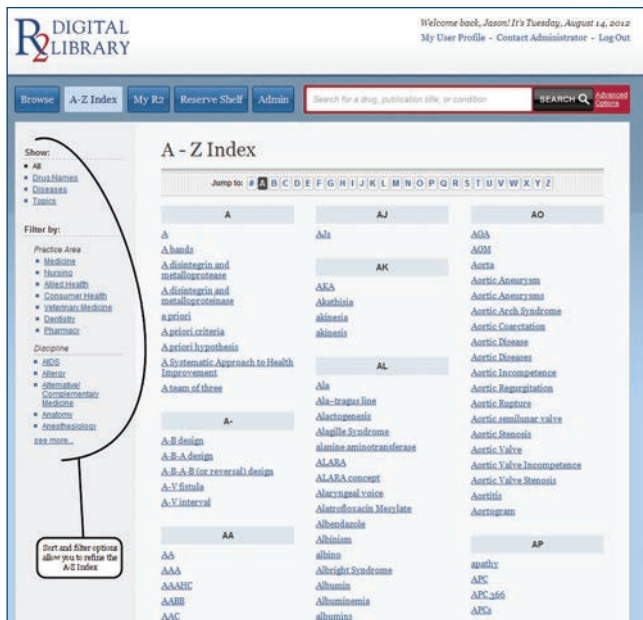 R2 DIGITAL
LIBRARY
Welcome back, Jason! It's Tuesday, August 14, 2012
My User Profile - Contact Administrator - Log Out
Browse
A-Z Index
My R2
Reserve Shelf
Admin
Search for a drug, publication title, or condition
SEARCH
Advanced
Options
Show:
All
Drug Names
Diseases
Topics
Filter by:
Practice Area
Medicine
Nursing
Allied Health
Consumer Health
Veterinary Medicine
Dentistry
Pharmacy
Discipline
AIDS
Allergy
Alternative/
Complementary
Medicine
Anatomy
Anesthesiology
see more...
Sort and filter options
allow you to refine the
A-Z Index
A - Z Index
Jump to: # A B C D E F G H I J K L M N O P Q R S T U V W X Y Z
A
A
A bands
A disintegrin and
metalloprotease
A disintegrin and
metalloproteinase
a priori
A priori criteria
A priori hypothesis
A Systematic Approach to Health
Improvement
A team of three
A-
A-B design
A-B-A design
A-B-A-B (or reversal) design
A-V fistula
A-V interval
AA
AA
AAA
AAAHC
AABB
AAC
AJ
AJs
AK
AKA
Akathisia
akinesia
akinesis
AL
Ala
Ala-tragus line
Alactogenesis
Alagille Syndrome
alanine aminotransferase
ALARA
ALARA concept
Alaryngeal voice
Alatrofloxacin Mesylate
Albendazole
Albinism
albino
Albright Syndrome
Albumin
Albuminemia
albumins
AO
AOA
AOM
Aorta
Aortic Aneurysm
Aortic Aneurysms
Aortic Arch Syndrome
Aortic Coarctation
Aortic Disease
Aortic Diseases
Aortic Incompetence
Aortic Regurgitation
Aortic Rupture
Aortic semilunar valve
Aortic Stenosis
Aortic Valve
Aortic Valve Incompetence
Aortic Valve Stenosis
Aortitis
Aortogram
AP
apathy
APC
APC 366
APCs